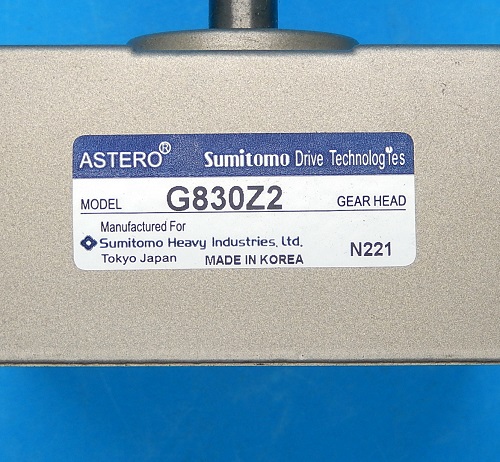 ASTERO® Sumitomo Drive Technologies
MODEL G830Z2 GEAR HEAD
Manufactured For
Sumitomo Heavy Industries, Ltd.
Tokyo Japan MADE IN KOREA N221